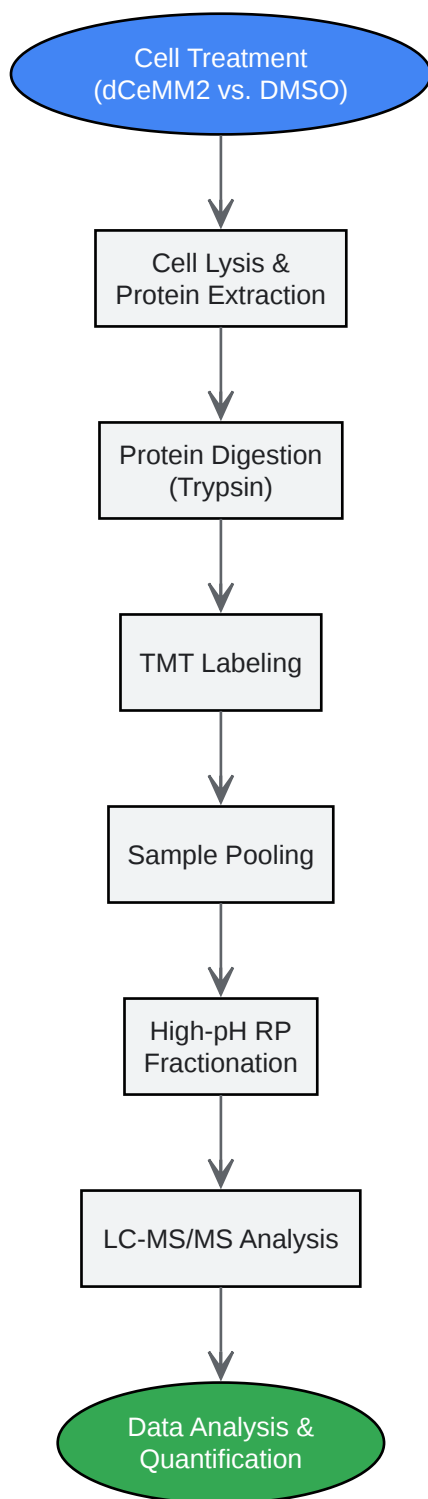 Cell Treatment
(dCeMM2 vs. DMSO)
Cell Lysis &
Protein Extraction
Protein Digestion
(Trypsin)
TMT Labeling
Sample Pooling
High-pH RP
Fractionation
LC-MS/MS Analysis
Data Analysis &
Quantification